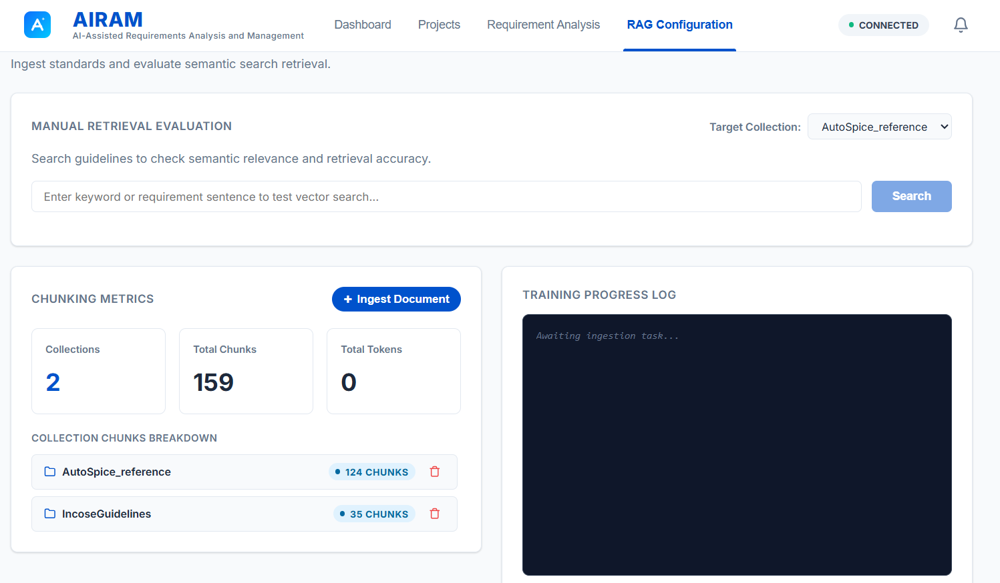 AIRAM
AI-Assisted Requirements Analysis and Management
Dashboard
Projects
Requirement Analysis
RAG Configuration
CONNECTED
Ingest standards and evaluate semantic search retrieval.
MANUAL RETRIEVAL EVALUATION
Target Collection:
AutoSpice_reference
Search guidelines to check semantic relevance and retrieval accuracy.
Enter keyword or requirement sentence to test vector search...
Search
CHUNKING METRICS
+ Ingest Document
Collections
2
Total Chunks
159
Total Tokens
0
COLLECTION CHUNKS BREAKDOWN
AutoSpice_reference
124 CHUNKS
IncoseGuidelines
35 CHUNKS
TRAINING PROGRESS LOG
Awaiting ingestion task...